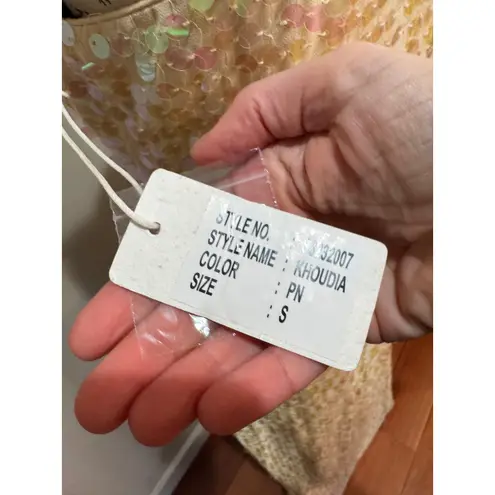 STYLE NO. :
STYLE NAME : KHOUDIA
COLOR : PN
SIZE : S